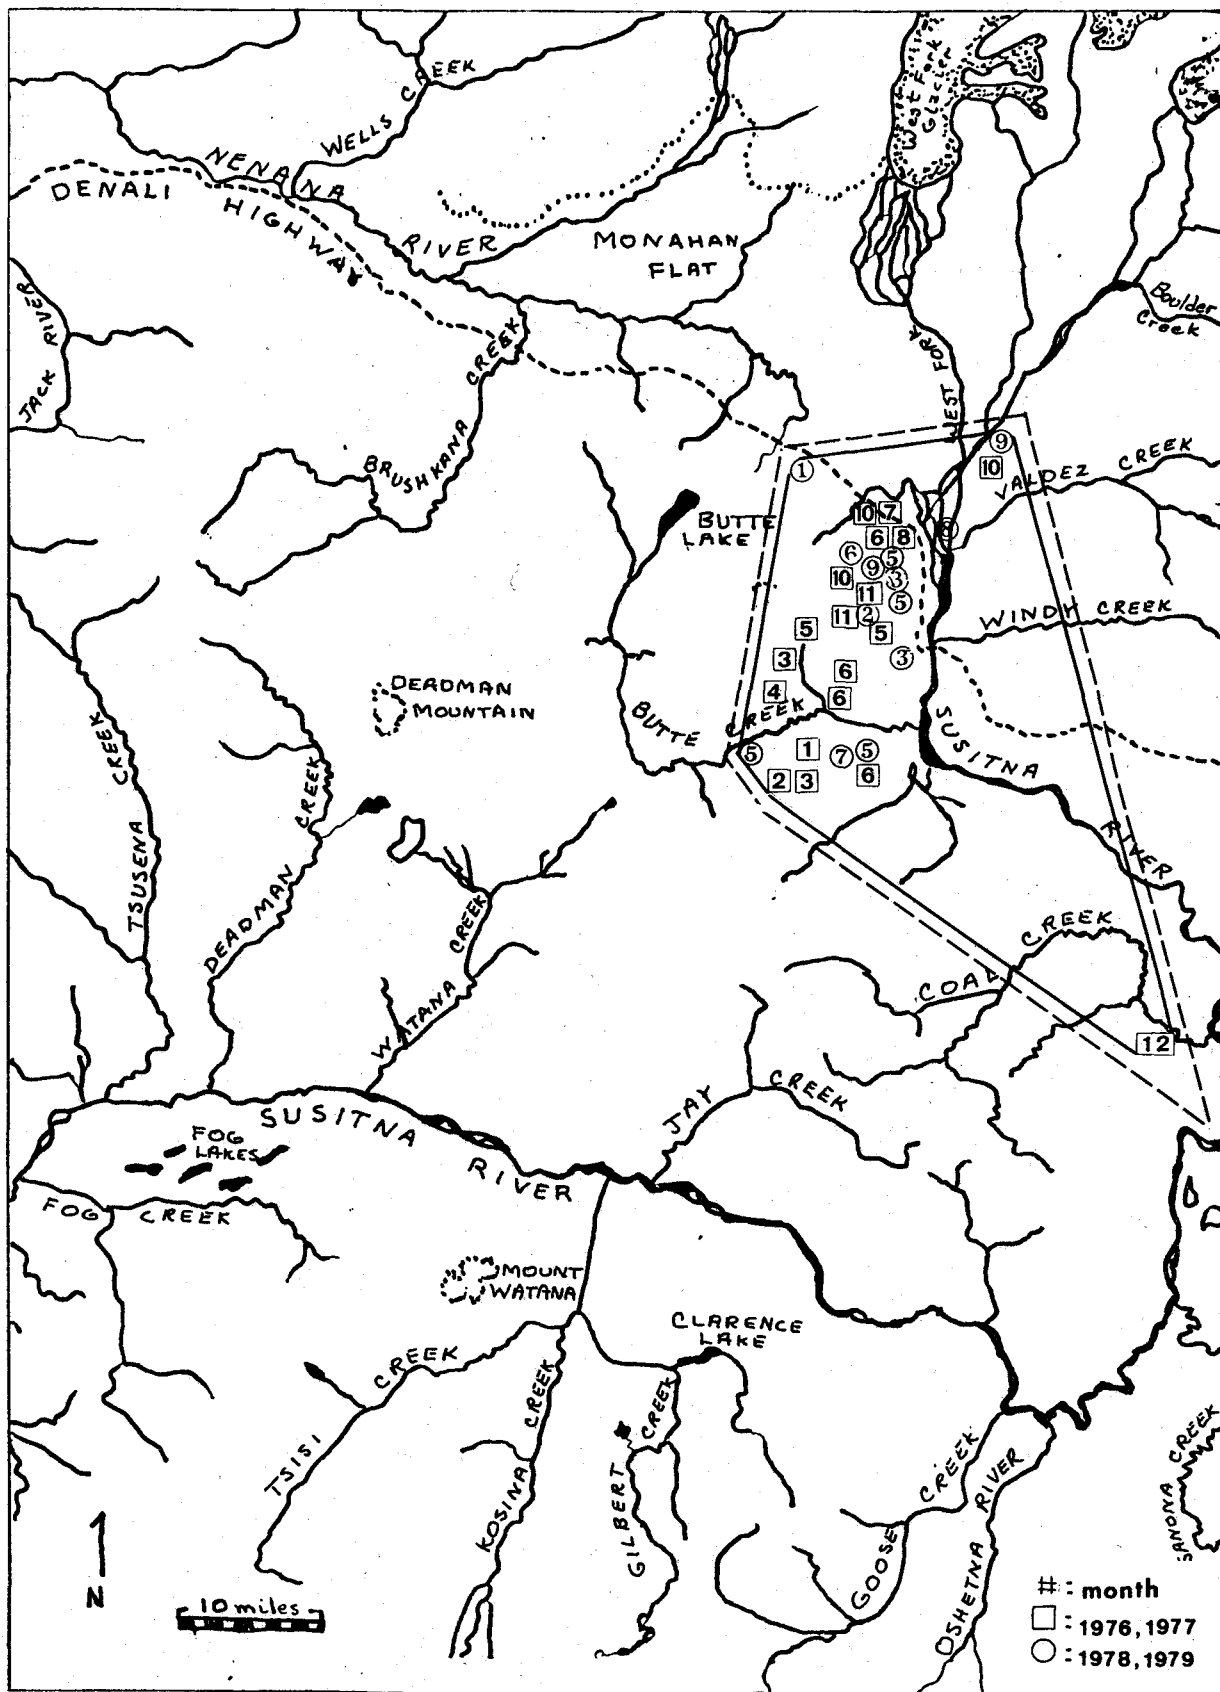 West Fork
Glacier
WELLS CREEK
NENANA
RIVER
DENALI
HIGHWAY
MONAHAN
FLAT
JACK RIVER
BRUSHKANA CREEK
WEST FORK
Boulder
Creek
VALDEZ CREEK
BUTTE
LAKE
1
9
10
8
10 7
6 8
6 5
9
10 3
11 5
11 2
5 5
3 3
6
4 6
WINDY CREEK
DEADMAN
MOUNTAIN
BUTTE CREEK
5 1 7 5
2 3 6
SUSITNA
RIVER
TSUSENA CREEK
DEADMAN CREEK
WATANA CREEK
COAL CREEK
12
JAY CREEK
SUSITNA
RIVER
FOG
LAKES
FOG CREEK
MOUNT
WATANA
CLARENCE
LAKE
TSISI CREEK
KOSINA CREEK
GILBERT CREEK
GOOSE CREEK
OSHETNA RIVER
SANONA CREEK
N
10 miles
# : month
: 1976, 1977
: 1978, 1979